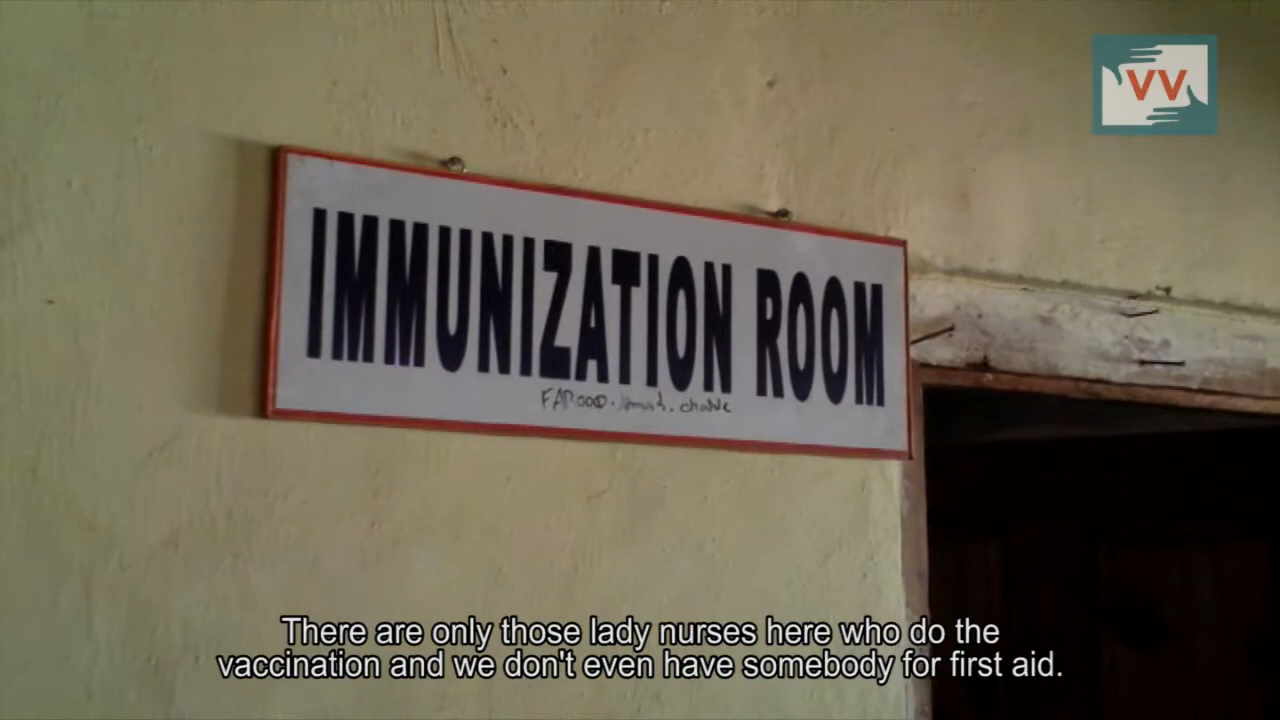 VV
IMMUNIZATION ROOM
FAROOD.
There are only those lady nurses here who do the
vaccination and we don't even have somebody for first aid.